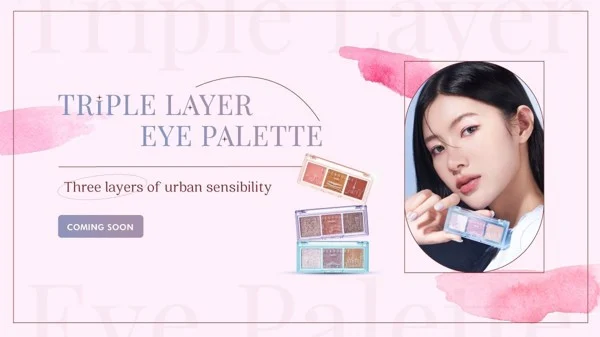 Triple Layer
TRiPLE LAYER
EYE PALETTE
Three layers of urban sensibility
COMING SOON
Eye Palette